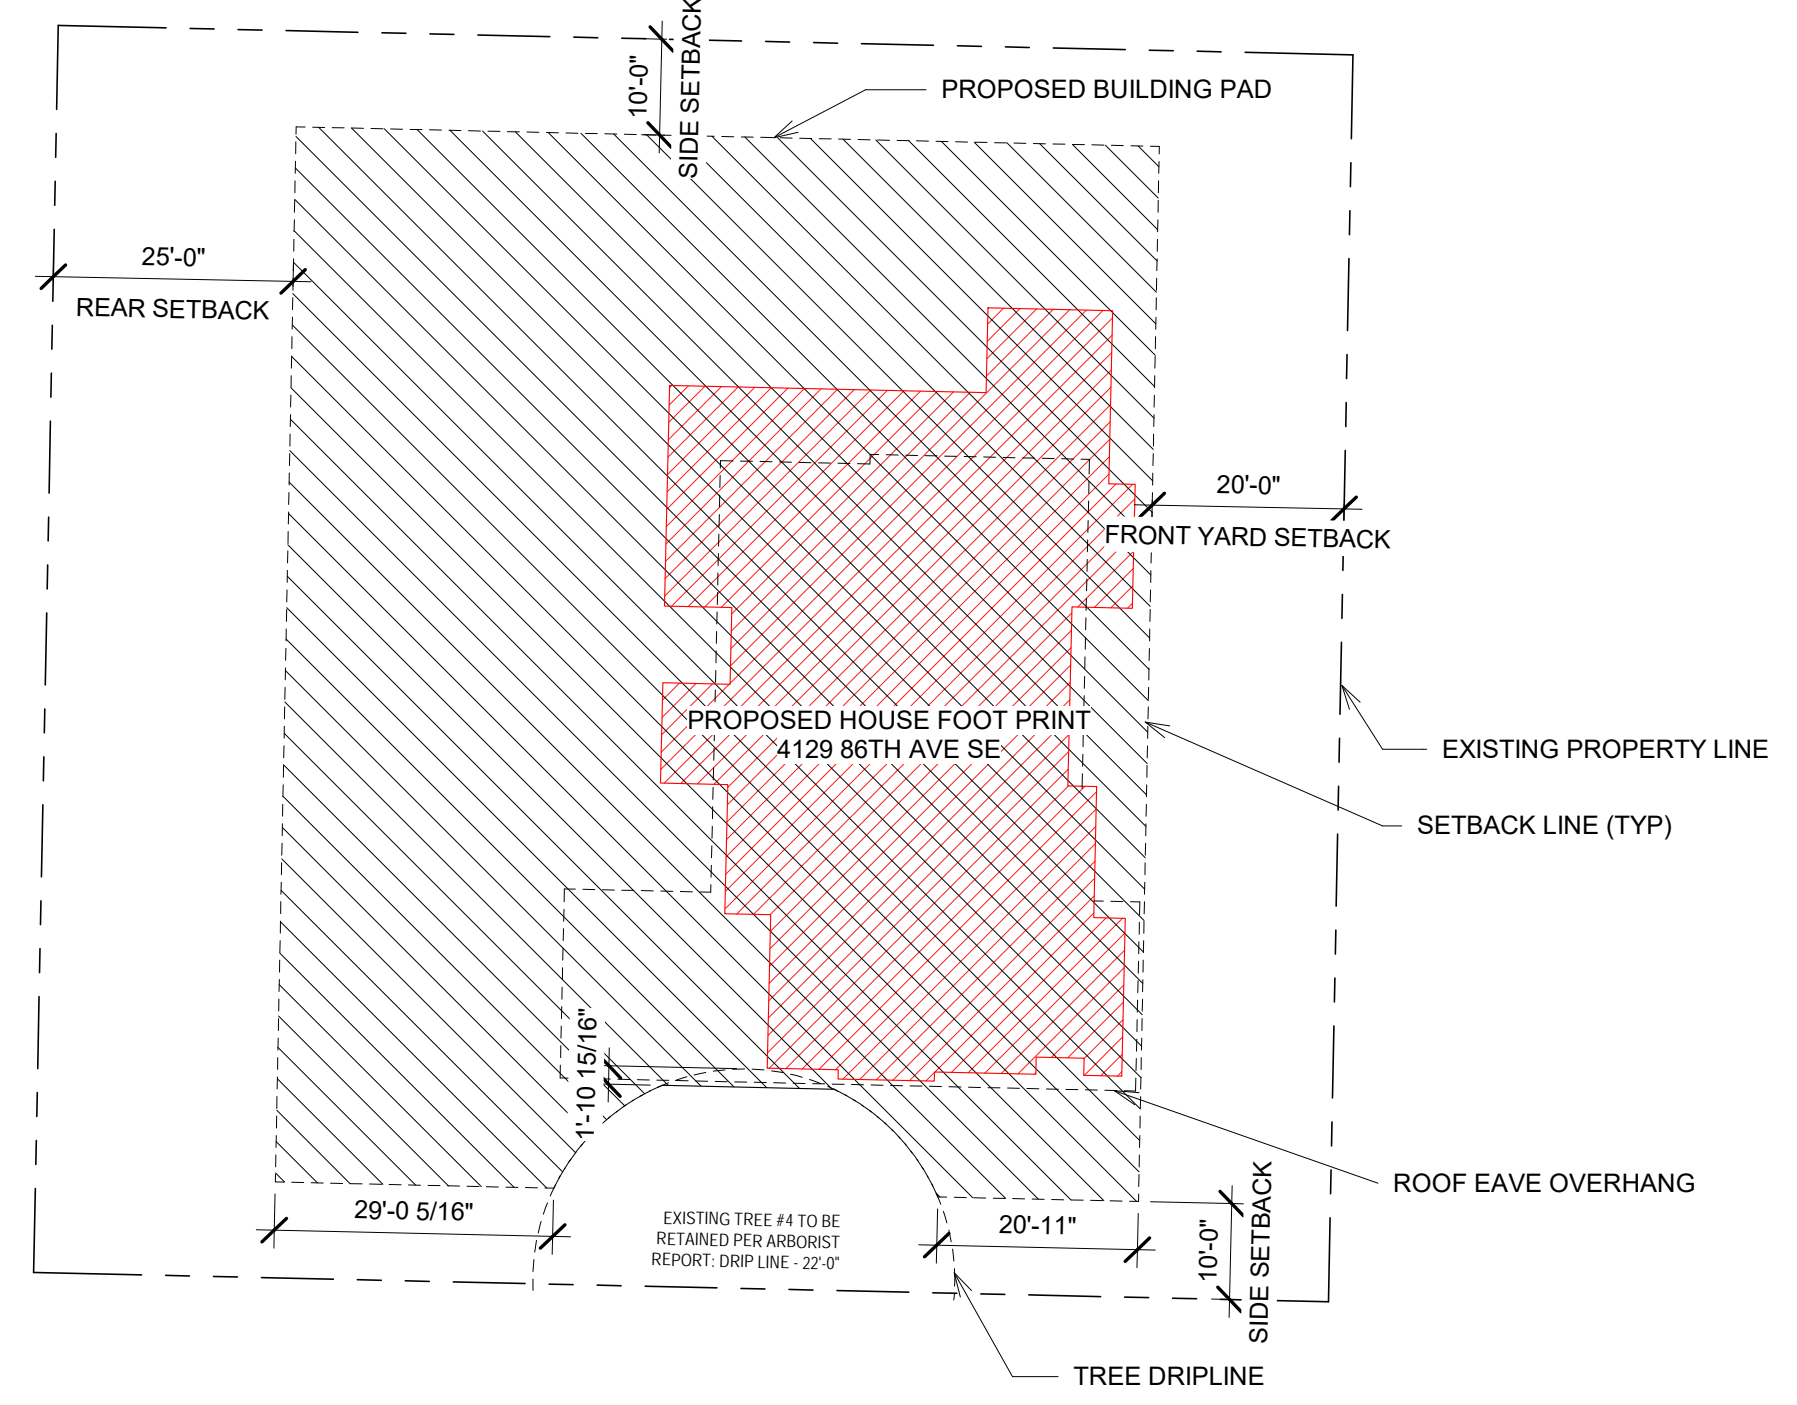 10'-0"
SIDE SETBACK
PROPOSED BUILDING PAD
25'-0"
REAR SETBACK
20'-0"
FRONT YARD SETBACK
PROPOSED HOUSE FOOT PRINT
4129 86TH AVE SE
EXISTING PROPERTY LINE
SETBACK LINE (TYP)
1'-10 15/16"
ROOF EAVE OVERHANG
29'-0 5/16"
EXISTING TREE #4 TO BE
RETAINED PER ARBORIST
REPORT: DRIP LINE - 22'-0"
20'-11"
10'-0"
SIDE SETBACK
TREE DRIPLINE